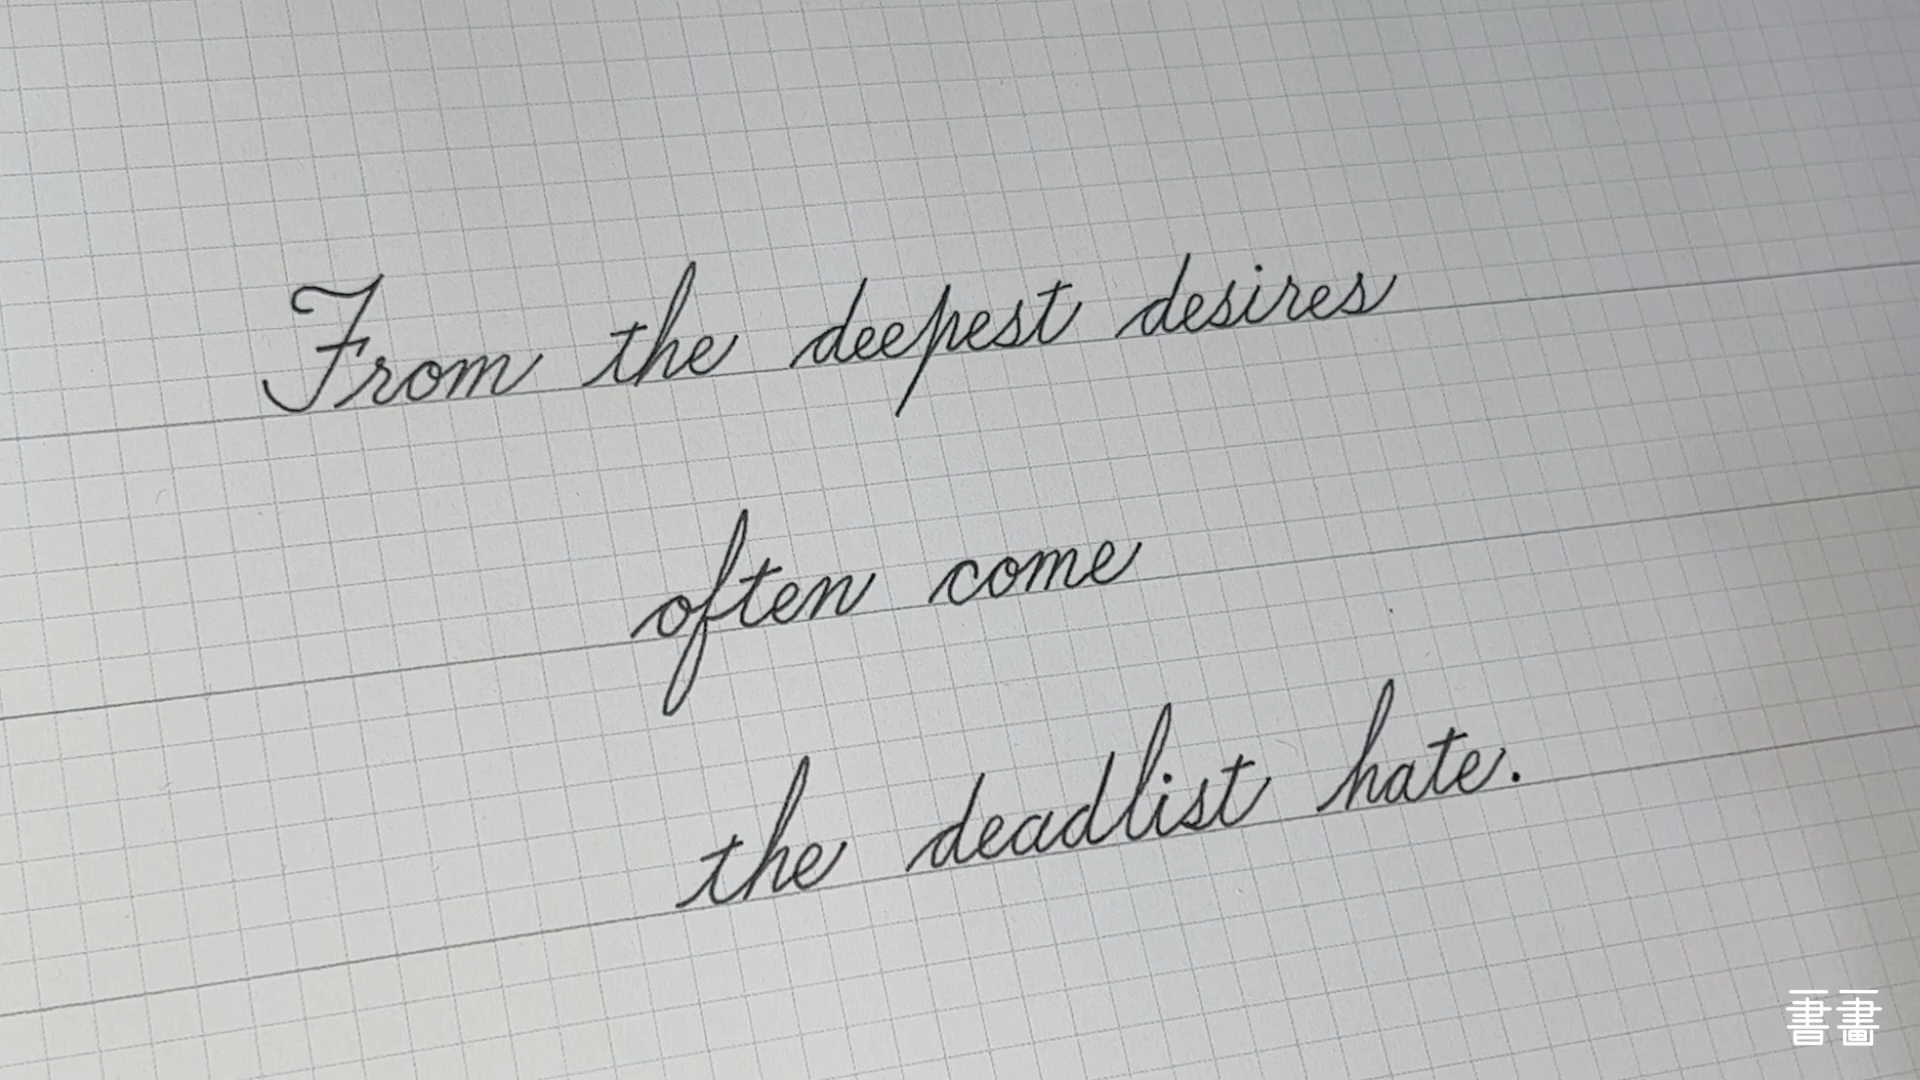 From the deepest desires
often come
the deadlist hate.
書畫